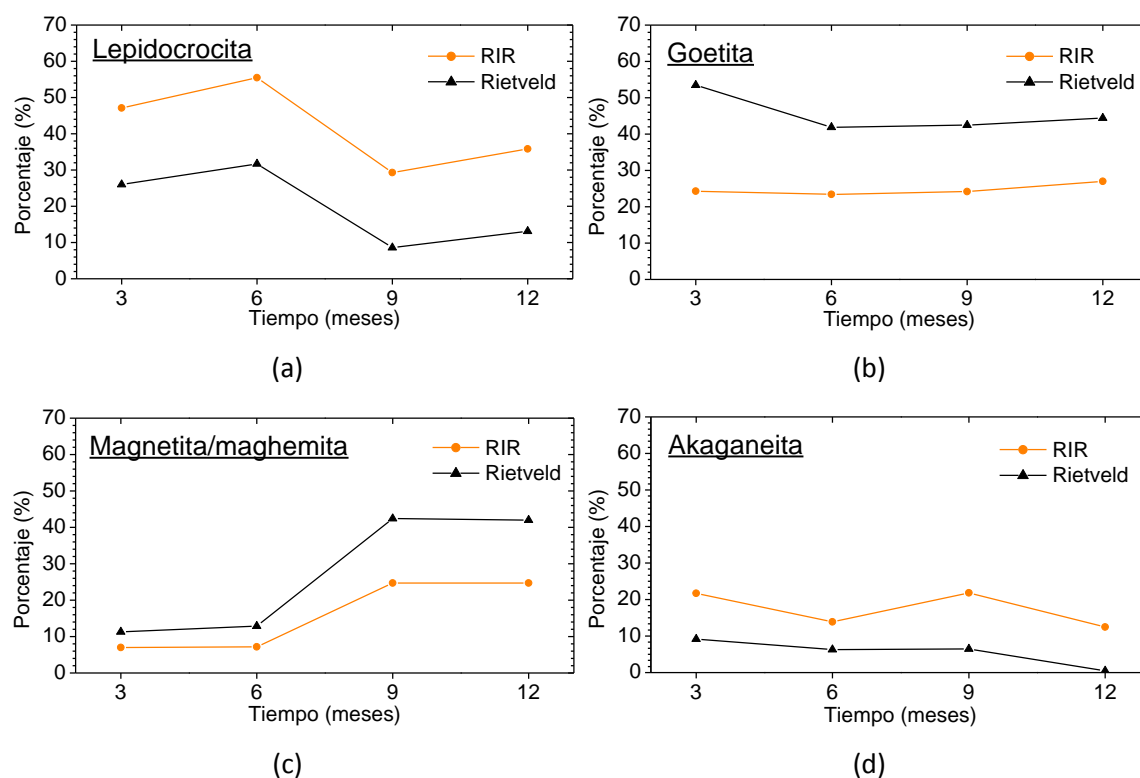 Lepidocrocita
RIR
Rietveld
Porcentaje (%)
70
60
50
40
30
20
10
0
3 6 9 12
Tiempo (meses)
(a)
Goetita
RIR
Rietveld
Porcentaje (%)
70
60
50
40
30
20
10
0
3 6 9 12
Tiempo (meses)
(b)
Magnetita/maghemita
RIR
Rietveld
Porcentaje (%)
70
60
50
40
30
20
10
0
3 6 9 12
Tiempo (meses)
(c)
Akaganeita
RIR
Rietveld
Porcentaje (%)
70
60
50
40
30
20
10
0
3 6 9 12
Tiempo (meses)
(d)